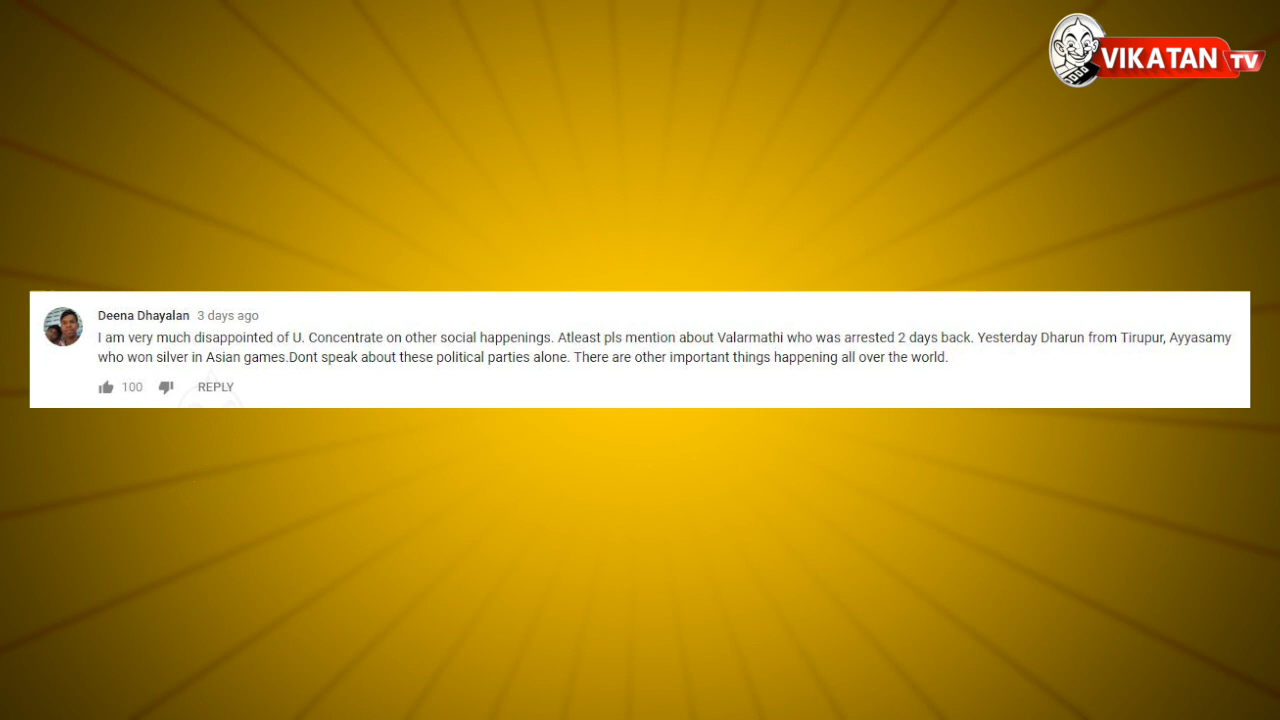 VIKATAN TV
Deena Dhayalan 3 days ago
I am very much disappointed of U. Concentrate on other social happenings. Atleast pls mention about Valarmathi who was arrested 2 days back. Yesterday Dharun from Tirupur, Ayyasamy
who won silver in Asian games.Dont speak about these political parties alone. There are other important things happening all over the world.
100 REPLY